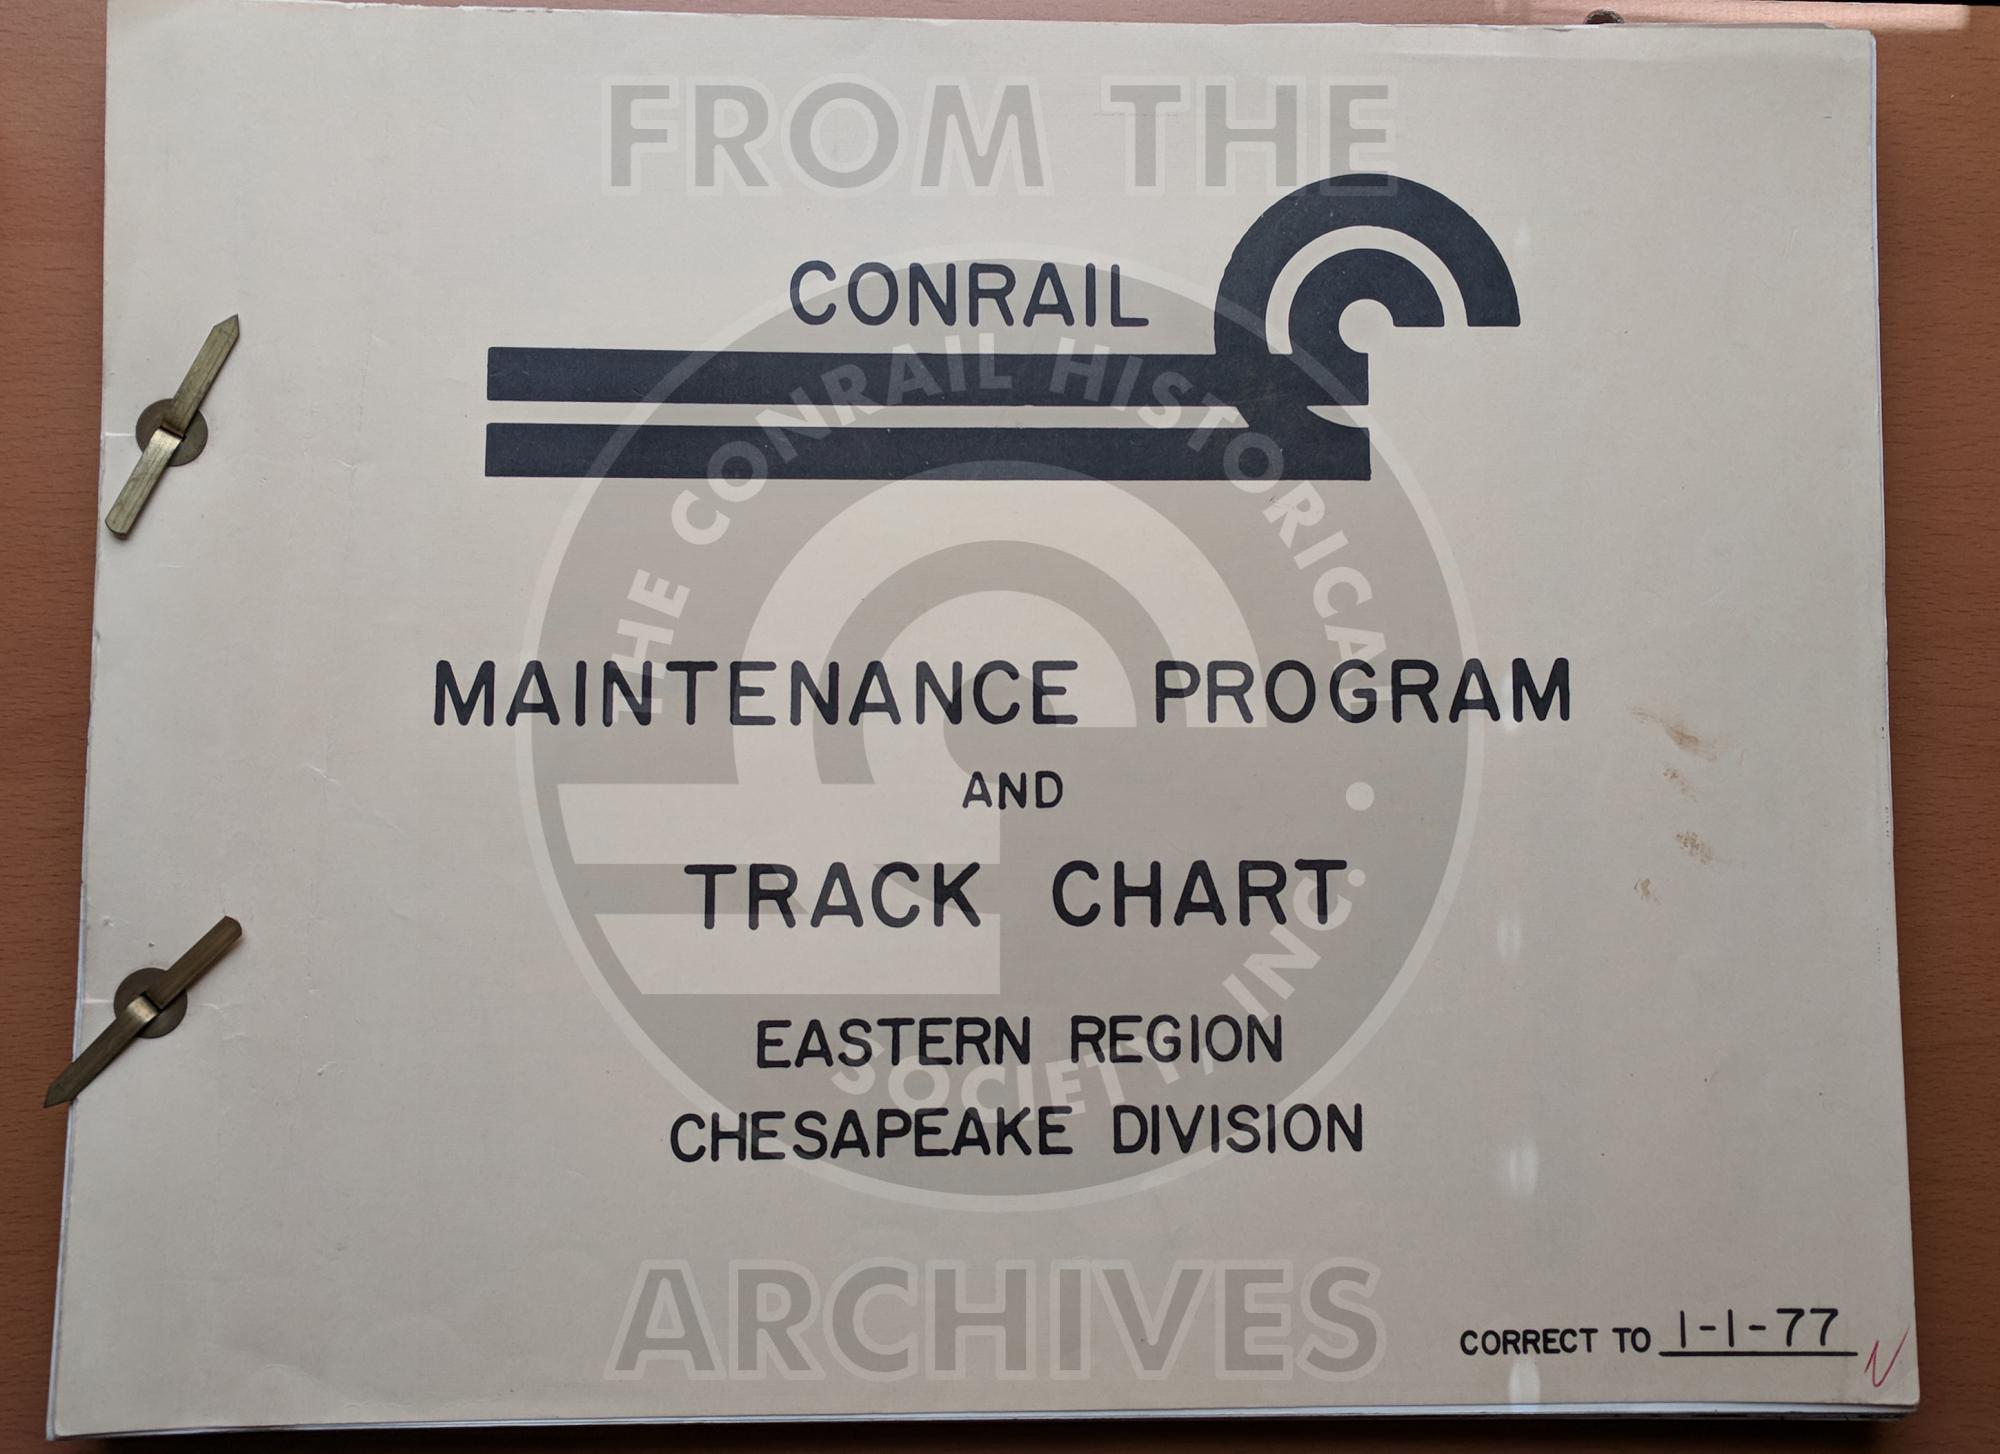 FROM THE
CONRAIL
THE CONRAIL HISTORICAL SOCIETY, INC.
MAINTENANCE PROGRAM
AND
TRACK CHART
EASTERN REGION
CHESAPEAKE DIVISION
ARCHIVES
CORRECT TO 1-1-77